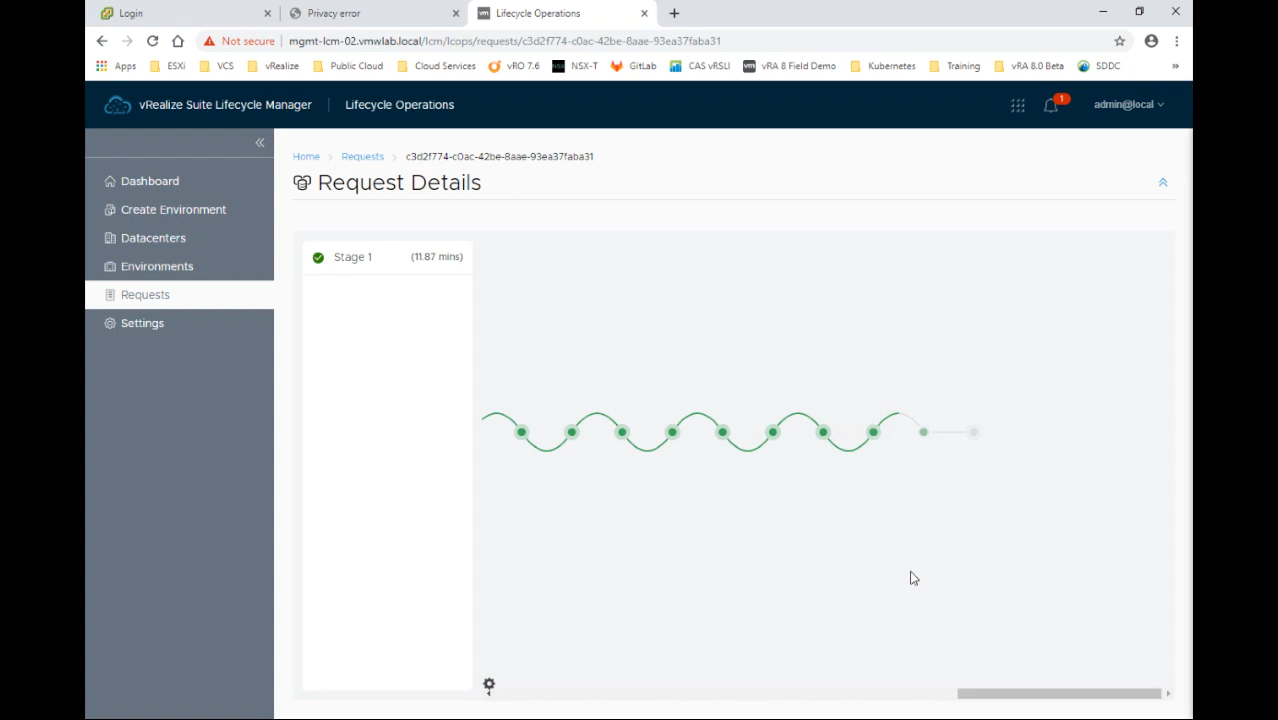 Login
Privacy error
Lifecycle Operations
Not secure
mgmt-lcm-02.vmwlab.local/lcm/lcops/requests/c3d2f774-c0ac-42be-8aae-93ea37faba31
Apps ESXi VCS vRealize Public Cloud Cloud Services vRO 7.6 NSX-T GitLab CAS vRSLI vRA 8 Field Demo Kubernetes Training vRA 8.0 Beta SDDC
vRealize Suite Lifecycle Manager
Lifecycle Operations
1
admin@local
Home
Requests
c3d2f774-c0ac-42be-8aae-93ea37faba31
Request Details
Dashboard
Create Environment
Datacenters
Environments
Requests
Settings
Stage 1 (11.87 mins)